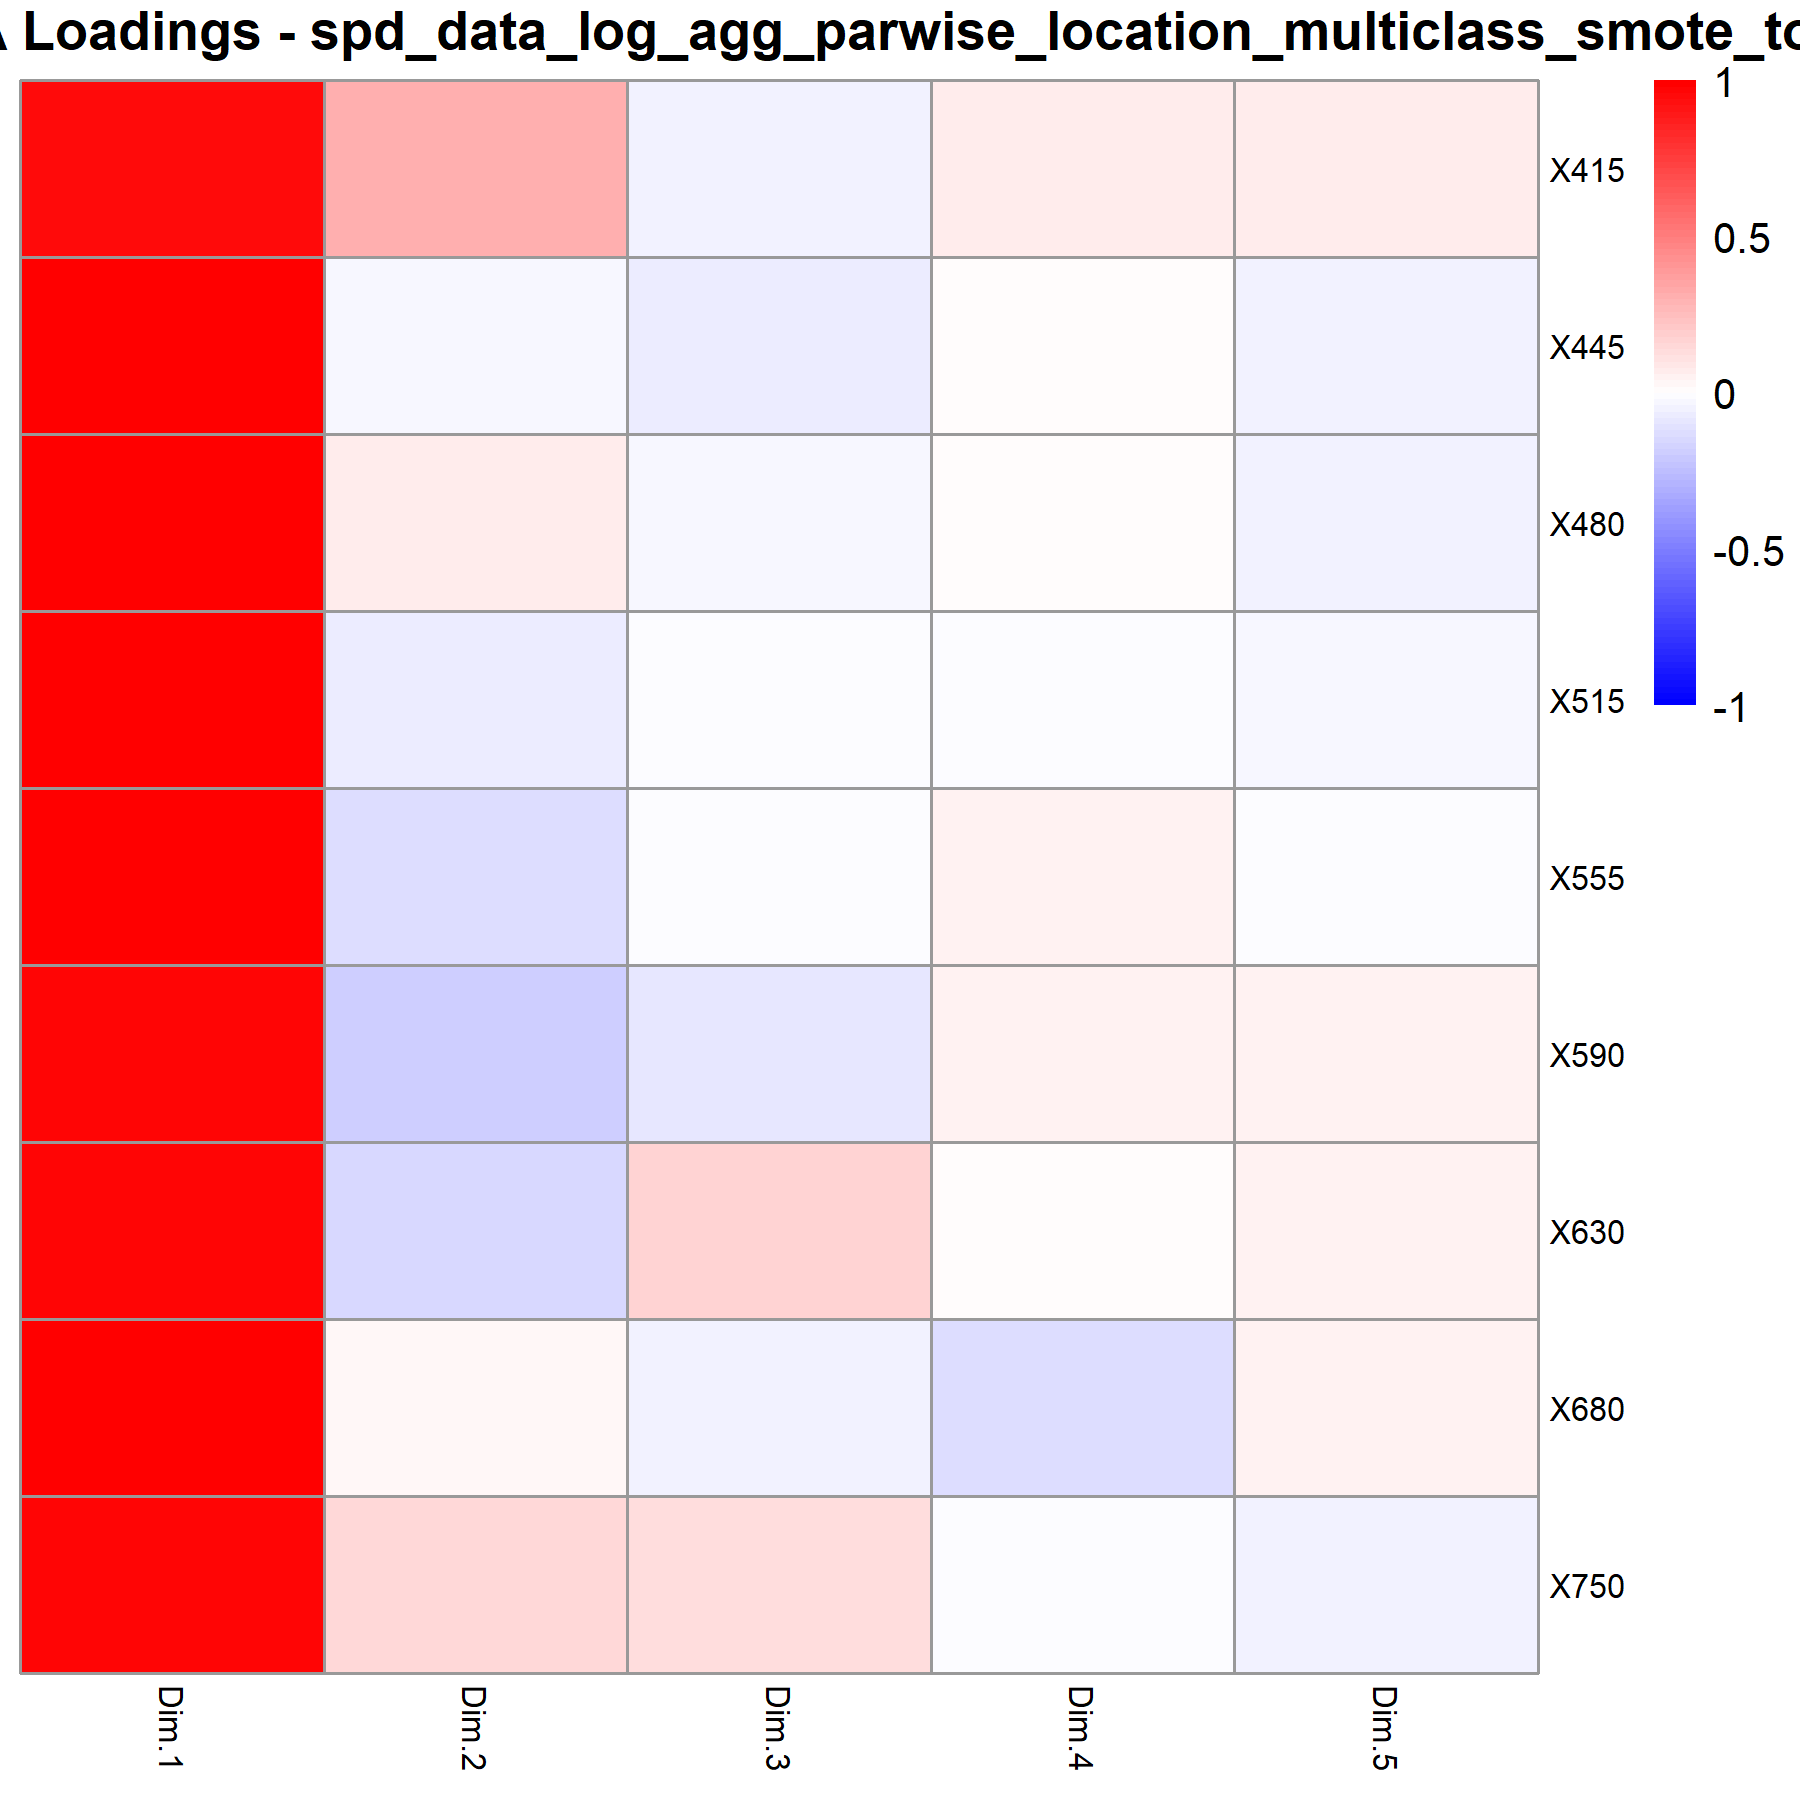 Loadings - spd_data_log_agg_parwise_location_multiclass_smote_to
1
0.5
0
-0.5
-1
X415
X445
X480
X515
X555
X590
X630
X680
X750
Dim.1
Dim.2
Dim.3
Dim.4
Dim.5